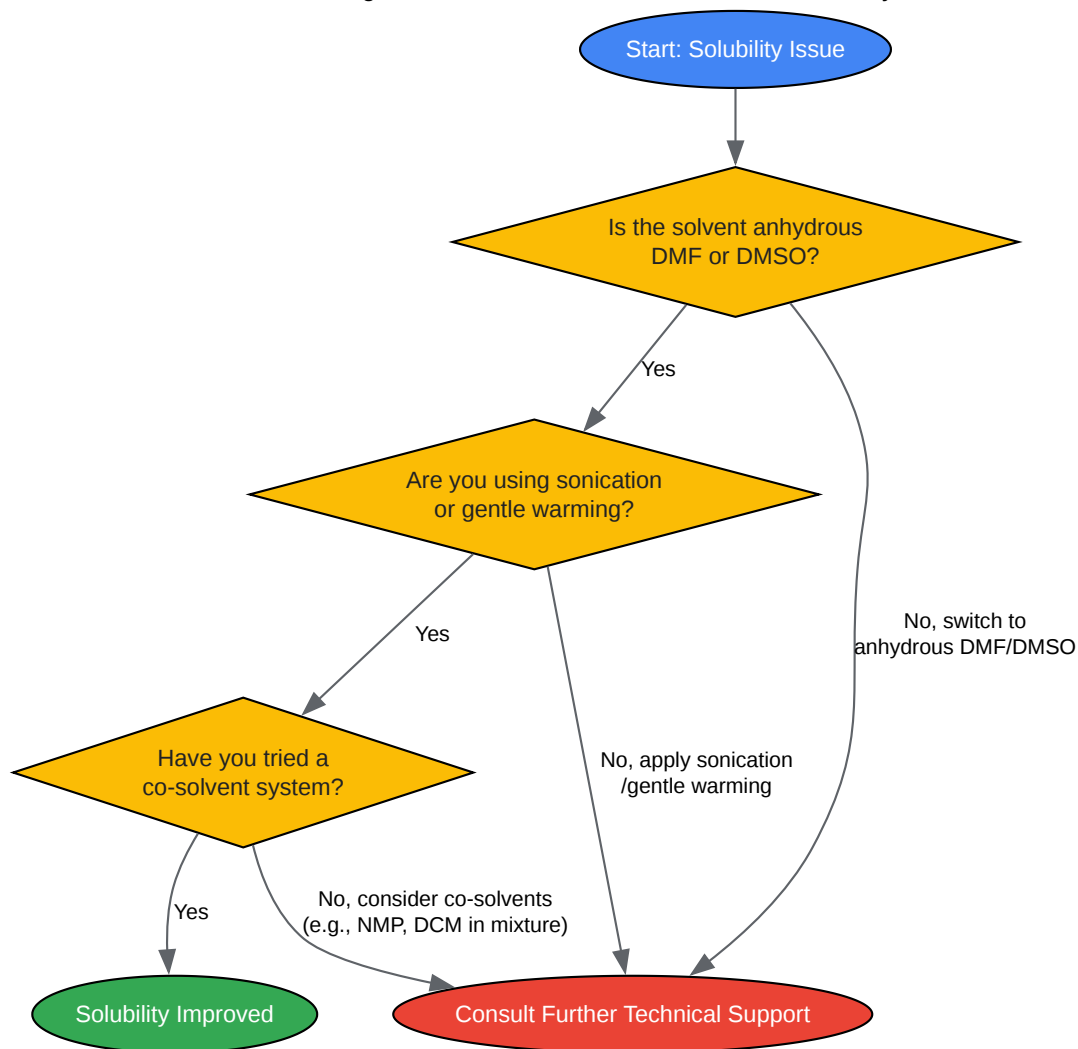 Start: Solubility Issue
Is the solvent anhydrous
DMF or DMSO?
Yes
Are you using sonication
or gentle warming?
No, switch to
anhydrous DMF/DMSO
Yes
Have you tried a
co-solvent system?
No, apply sonication
/gentle warming
Yes
No, consider co-solvents
(e.g., NMP, DCM in mixture)
Solubility Improved
Consult Further Technical Support